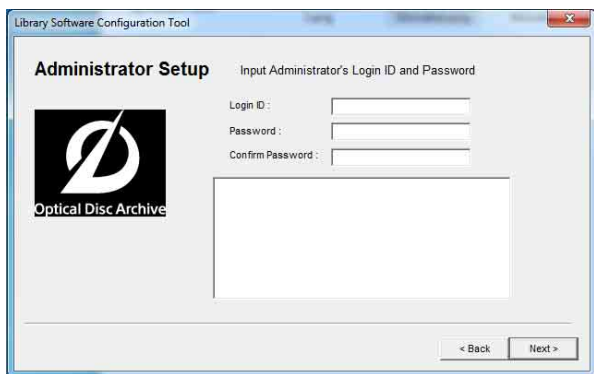 Library Software Configuration Tool
Administrator Setup
Input Administrator's Login ID and Password
Login ID :
Password :
Confirm Password :
Optical Disc Archive
< Back
Next >